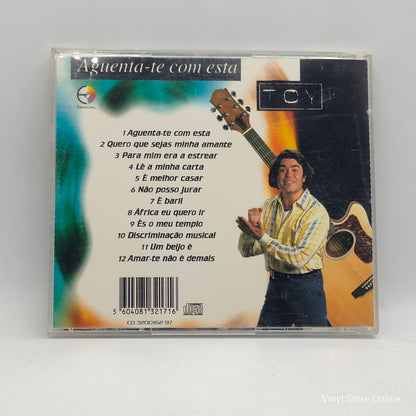 Aguenta-te com esta
TOY
Espacial
1 Aguenta-te com esta
2 Quero que sejas minha amante
3 Para mim era a estrear
4 Lê a minha carta
5 É melhor casar
6 Não posso jurar
7 É baril
8 África eu quero ir
9 És o meu tempo
10 Discriminação musical
11 Um beijo é
12 Amar-te não é demais
5 604081 321716
CD 3200162 97
Vinyl Store Online